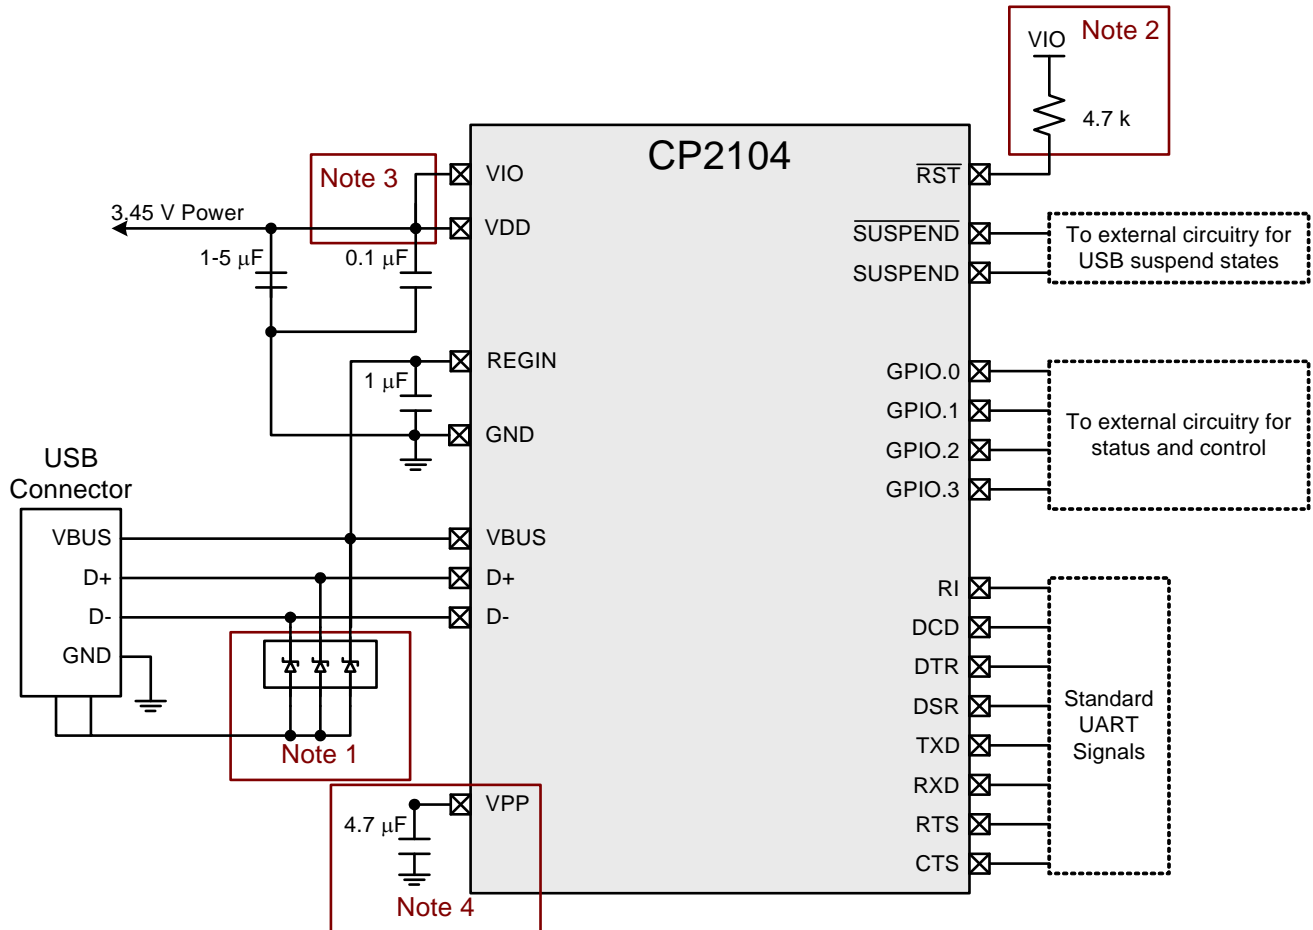 CP2104
VIO
Note 2
4.7 k
Note 3
3.45 V Power
1-5 μF
0.1 μF
VIO
VDD
REGIN
1 μF
GND
USB
Connector
VBUS
D+
D-
GND
VBUS
D+
D-
Note 1
VPP
4.7 μF
Note 4
RST
SUSPEND
SUSPEND
To external circuitry for
USB suspend states
GPIO.0
GPIO.1
GPIO.2
GPIO.3
To external circuitry for
status and control
RI
DCD
DTR
DSR
TXD
RXD
RTS
CTS
Standard
UART
Signals